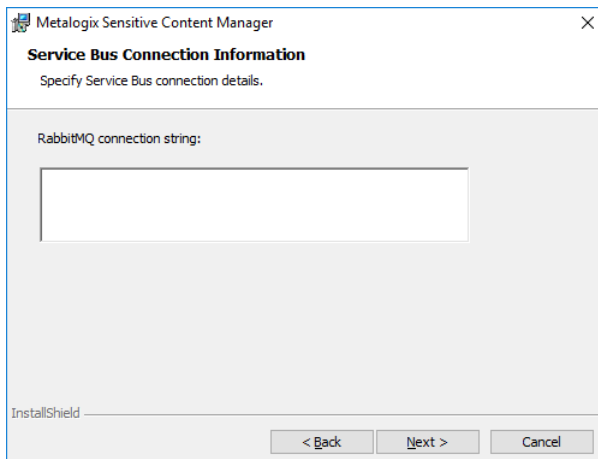 Metalogix Sensitive Content Manager
Service Bus Connection Information
Specify Service Bus connection details.
RabbitMQ connection string:
InstallShield
< Back
Next >
Cancel